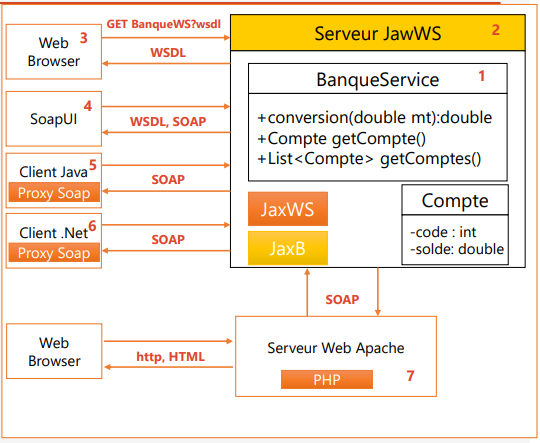 GET BanqueWS?wsdl
Web
Browser
3
WSDL
Serveur JawWS
2
BanqueService
1
+conversion(double mt):double
+Compte getCompte()
+List<Compte> getComptes()
SoapUI
4
WSDL, SOAP
Client Java
5
Proxy Soap
SOAP
Client .Net
6
Proxy Soap
SOAP
JaxWS
JaxB
Compte
-code : int
-solde: double
SOAP
Web
Browser
http, HTML
Serveur Web Apache
PHP
7